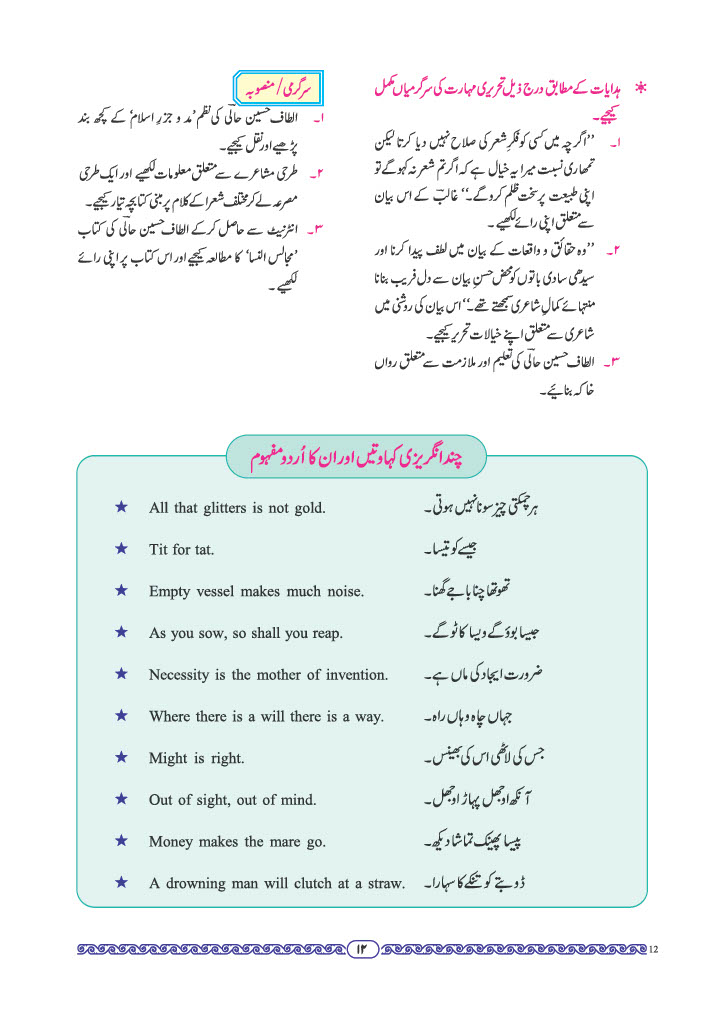 ہدایات کے مطابق درج ذیل تحریری مہارت کی سرگرمیاں مکمل
کیجیے۔
۱۔ ’’اگرچہ میں کسی کو فکرِ شعر کی صلاح نہیں دیا کرتا لیکن
تمھاری نسبت میرا یہ خیال ہے کہ اگر تم شعر نہ کہو گے تو
اپنی طبیعت پر سخت ظلم کرو گے۔‘‘ غالبؔ کے اس بیان
سے متعلق اپنی رائے لکھیے۔
۲۔ ’’وہ حقائق و واقعات کے بیان میں لطف پیدا کرنا اور
سیدھی سادی باتوں کو محض حسنِ بیان سے دل فریب بنانا
منتہائے کمالِ شاعری سمجھتے تھے۔‘‘ اس بیان کی روشنی میں
شاعری سے متعلق اپنے خیالات تحریر کیجیے۔
۳۔ الطاف حسین حالیؔ کی تعلیم اور ملازمت سے متعلق رواں
خاکہ بنائیے۔
سرگرمی/منصوبہ
۱۔ الطاف حسین حالیؔ کی نظم ’مد و جزرِ اسلام‘ کے کچھ بند
پڑھیے اور نقل کیجیے۔
۲۔ طرحی مشاعرے سے متعلق معلومات لکھیے اور ایک طرحی
مصرعہ لے کر مختلف شعرا کے کلام پر مبنی کتابچہ تیار کیجیے۔
۳۔ انٹرنیٹ سے حاصل کر کے الطاف حسین حالیؔ کی کتاب
’مجالس النسا‘ کا مطالعہ کیجیے اور اس کتاب پر اپنی رائے
لکھیے۔
چند انگریزی کہاوتیں اور ان کا اُردو مفہوم
★ All that glitters is not gold. ہر چمکتی چیز سونا نہیں ہوتی۔
★ Tit for tat. جیسے کو تیسا۔
★ Empty vessel makes much noise. تھوتھا چنا باجے گھنا۔
★ As you sow, so shall you reap. جیسا بوؤ گے ویسا کاٹو گے۔
★ Necessity is the mother of invention. ضرورت ایجاد کی ماں ہے۔
★ Where there is a will there is a way. جہاں چاہ وہاں راہ۔
★ Might is right. جس کی لاٹھی اس کی بھینس۔
★ Out of sight, out of mind. آنکھ اوجھل پہاڑ اوجھل۔
★ Money makes the mare go. پیسا پھینک تماشا دیکھ۔
★ A drowning man will clutch at a straw. ڈوبتے کو تنکے کا سہارا۔
۱۲
12